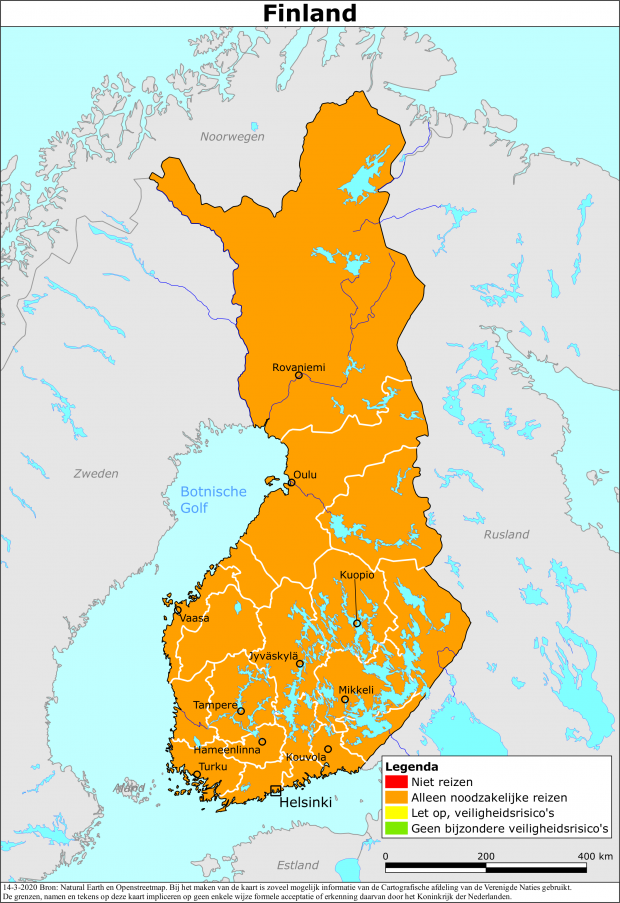 Finland
Noorwegen
Rovaniemi
Zweden
Oulu
Botnische
Golf
Rusland
Kuopio
Vaasa
Jyväskylä
Mikkeli
Tampere
Hameenlinna
Kouvola
Turku
Åland
Helsinki
Estland
Legenda
Niet reizen
Alleen noodzakelijke reizen
Let op, veiligheidsrisico's
Geen bijzondere veiligheidsrisico's
0 200 400 km
14-3-2020 Bron: Natural Earth en Openstreetmap. Bij het maken van de kaart is zoveel mogelijk informatie van de Cartografische afdeling van de Verenigde Naties gebruikt.
De grenzen, namen en tekens op deze kaart impliceren op geen enkele wijze formele acceptatie of erkenning daarvan door het Koninkrijk der Nederlanden.